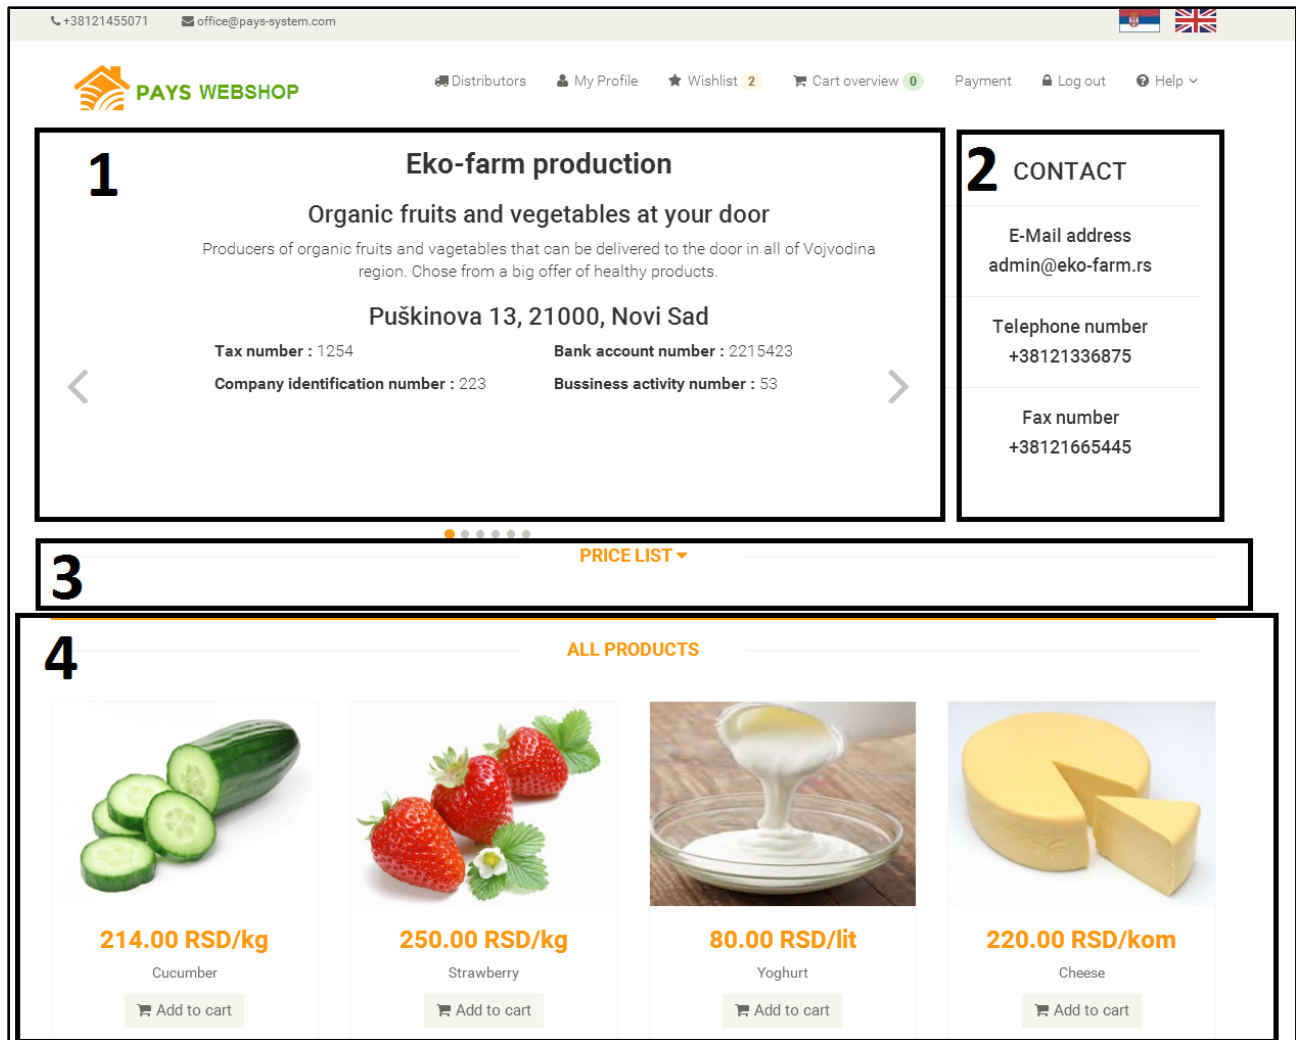 +38121455071 office@pays-system.com
PAYS WEBSHOP
Distributors My Profile Wishlist 2 Cart overview 0 Payment Log out Help
1
Eko-farm production
Organic fruits and vegetables at your door
Producers of organic fruits and vagetables that can be delivered to the door in all of Vojvodina
region. Chose from a big offer of healthy products.
Puškinova 13, 21000, Novi Sad
Tax number : 1254 Bank account number : 2215423
Company identification number : 223 Bussiness activity number : 53
2
CONTACT
E-Mail address
admin@eko-farm.rs
Telephone number
+38121336875
Fax number
+38121665445
3
PRICE LIST
4
ALL PRODUCTS
214.00 RSD/kg 250.00 RSD/kg 80.00 RSD/lit 220.00 RSD/kom
Cucumber Strawberry Yoghurt Cheese
Add to cart Add to cart Add to cart Add to cart